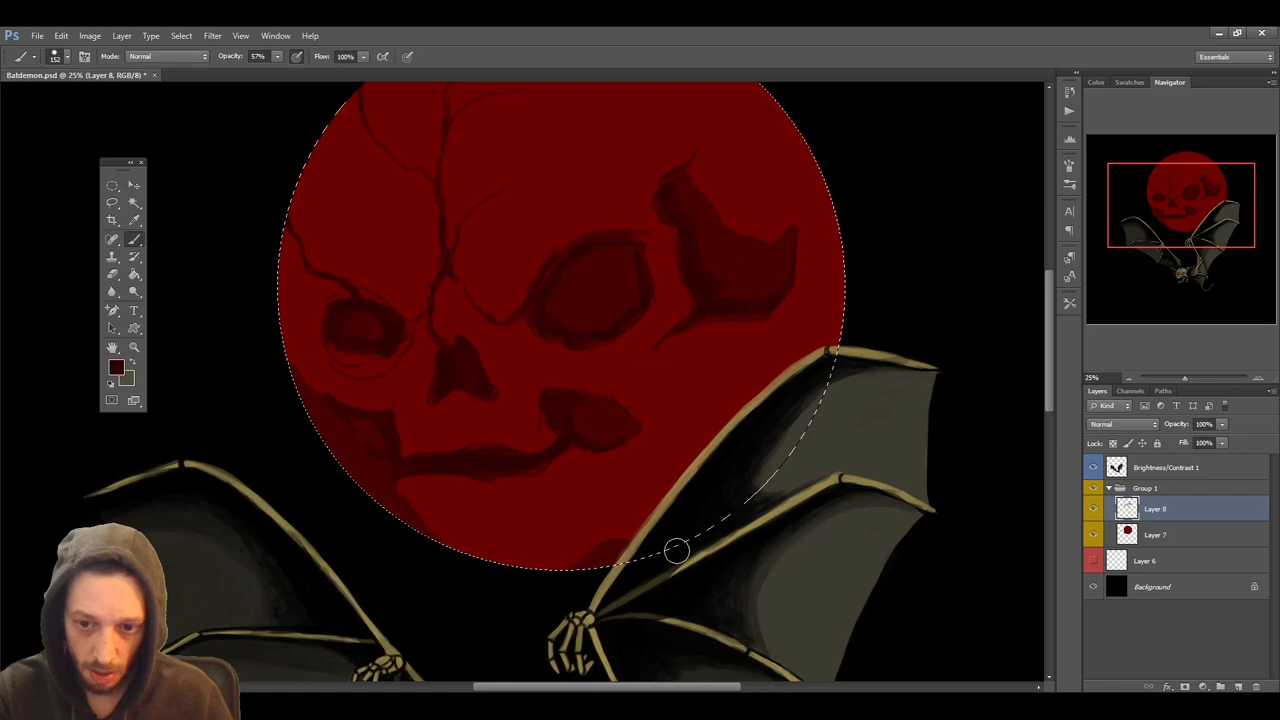 Ps File Edit Image Layer Type Select Filter View Window Help
152 Mode: Normal Opacity: 57% Flow: 100% Essentials
Batdemon.psd @ 25% (Layer 8, RGB/8) * ×
Color Swatches Navigator
25%
Layers Channels Paths
Kind
Normal Opacity: 100%
Lock: Fill: 100%
Brightness/Contrast 1
Group 1
Layer 8
Layer 7
Layer 6
Background